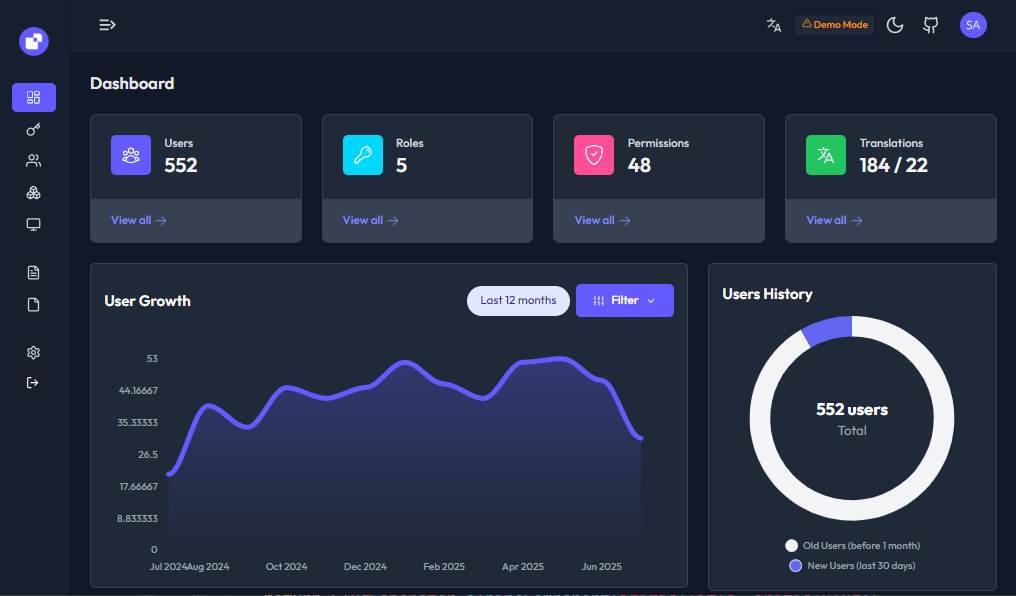 Demo Mode
SA
Dashboard
Users
552
Roles
5
Permissions
48
Translations
184 / 22
View all
View all
View all
View all
User Growth
Last 12 months
Filter
53
44.16667
35.33333
26.5
17.66667
8.833333
0
Jul 2024 Aug 2024 Oct 2024 Dec 2024 Feb 2025 Apr 2025 Jun 2025
Users History
552 users
Total
Old Users (before 1 month)
New Users (last 30 days)